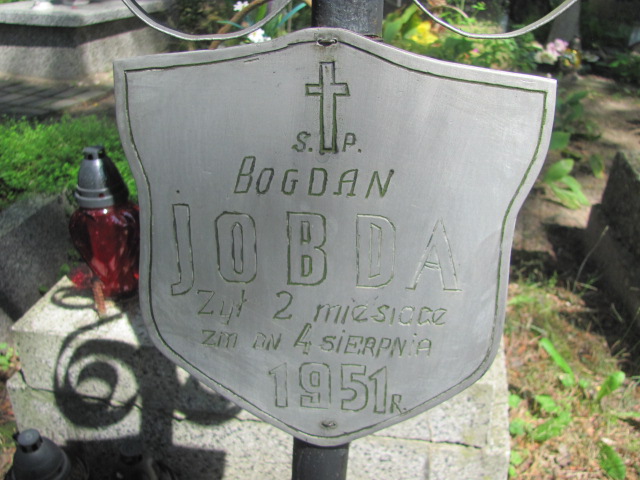 S. P.
BOGDAN
JOBDA
Żył 2 miesiące
zm DN 4 SIERPNIA
1951 R.